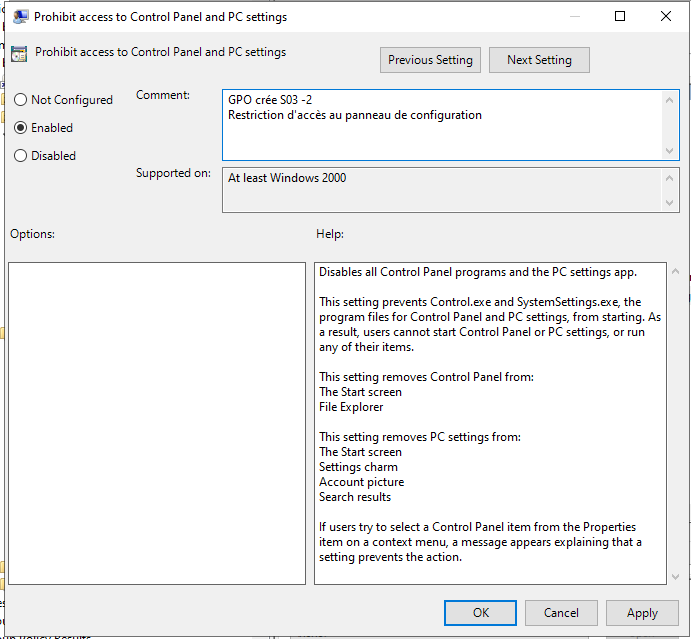 Prohibit access to Control Panel and PC settings
Prohibit access to Control Panel and PC settings
Previous Setting
Next Setting
Not Configured
Enabled
Disabled
Comment:
GPO crée S03 -2
Restriction d'accès au panneau de configuration
Supported on:
At least Windows 2000
Options:
Help:
Disables all Control Panel programs and the PC settings app.
This setting prevents Control.exe and SystemSettings.exe, the
program files for Control Panel and PC settings, from starting. As
a result, users cannot start Control Panel or PC settings, or run
any of their items.
This setting removes Control Panel from:
The Start screen
File Explorer
This setting removes PC settings from:
The Start screen
Settings charm
Account picture
Search results
If users try to select a Control Panel item from the Properties
item on a context menu, a message appears explaining that a
setting prevents the action.
OK
Cancel
Apply